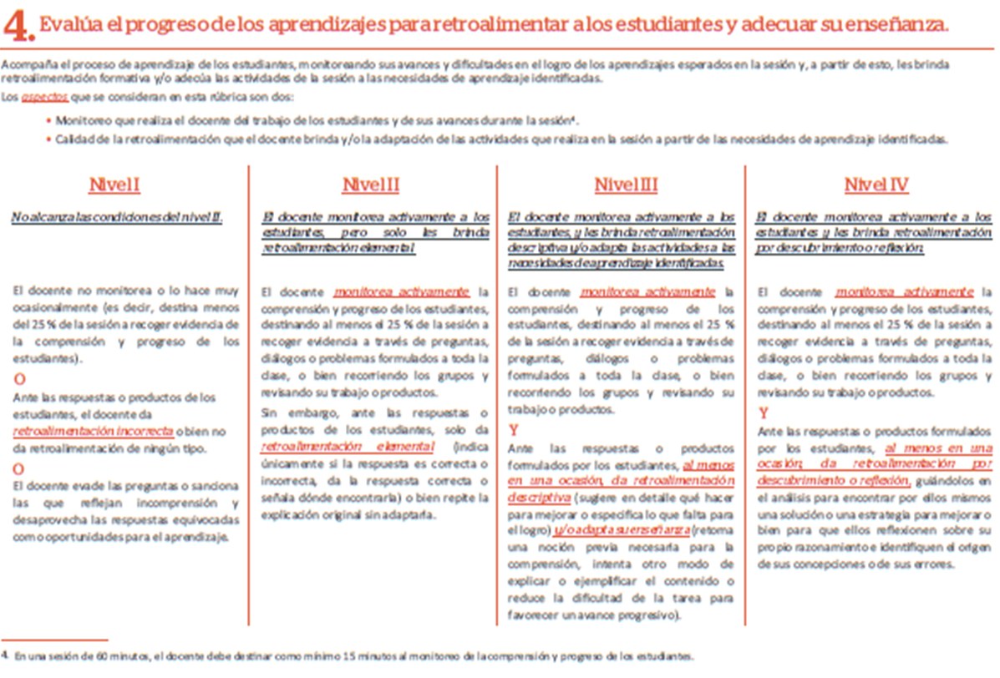 4. Evalúa el progreso de los aprendizajes para retroalimentar a los estudiantes y adecuar su enseñanza.
Acompaña el proceso de aprendizaje de los estudiantes, monitoreando sus avances y dificultades en el logro de los aprendizajes esperados en la sesión y, a partir de esto, les brinda
retroalimentación formativa y/o adecúa las actividades de la sesión a las necesidades de aprendizaje identificadas.
Los aspectos que se consideran en esta rúbrica son dos:
• Monitoreo que realiza el docente del trabajo de los estudiantes y de sus avances durante la sesión⁴.
• Calidad de la retroalimentación que el docente brinda y/o la adaptación de las actividades que realiza en la sesión a partir de las necesidades de aprendizaje identificadas.
Nivel I
No alcanza las condiciones del nivel II.
El docente no monitorea o lo hace muy
ocasionalmente (es decir, destina menos
del 25 % de la sesión a recoger evidencia de
la comprensión y progreso de los
estudiantes).
O
Ante las respuestas o productos de los
estudiantes, el docente da
retroalimentación incorrecta o bien no
da retroalimentación de ningún tipo.
O
El docente evade las preguntas o sanciona
las que reflejan incomprensión y
desaprovecha las respuestas equivocadas
como oportunidades para el aprendizaje.
Nivel II
El docente monitorea activamente a los
estudiantes, pero solo les brinda
retroalimentación elemental
El docente monitorea activamente la
comprensión y progreso de los estudiantes,
destinando al menos el 25 % de la sesión a
recoger evidencia a través de preguntas,
diálogos o problemas formulados a toda la
clase, o bien recorriendo los grupos y
revisando su trabajo o productos.
Sin embargo, ante las respuestas o
productos de los estudiantes, solo da
retroalimentación elemental (indica
únicamente si la respuesta es correcta o
incorrecta, da la respuesta correcta o
señala dónde encontrarla) o bien repite la
explicación original sin adaptarla.
Nivel III
El docente monitorea activamente a los
estudiantes, y les brinda retroalimentación
descriptiva y/o adapta las actividades a las
necesidades de aprendizaje identificadas.
El docente monitorea activamente la
comprensión y progreso de los
estudiantes, destinando al menos el 25 %
de la sesión a recoger evidencia a través de
preguntas, diálogos o problemas
formulados a toda la clase, o bien
recorriendo los grupos y revisando su
trabajo o productos.
Y
Ante las respuestas o productos
formulados por los estudiantes, al menos
en una ocasión, da retroalimentación
descriptiva (sugiere en detalle qué hacer
para mejorar o especifica lo que falta para
el logro) y/o adapta su enseñanza (retoma
una noción previa necesaria para la
comprensión, intenta otro modo de
explicar o ejemplificar el contenido o
reduce la dificultad de la tarea para
favorecer un avance progresivo).
Nivel IV
El docente monitorea activamente a los
estudiantes y les brinda retroalimentación
por descubrimiento o reflexión.
El docente monitorea activamente la
comprensión y progreso de los estudiantes,
destinando al menos el 25 % de la sesión a
recoger evidencia a través de preguntas,
diálogos o problemas formulados a toda la
clase, o bien recorriendo los grupos y
revisando su trabajo o productos.
Y
Ante las respuestas o productos formulados
por los estudiantes, al menos en una
ocasión, da retroalimentación por
descubrimiento o reflexión, guiándolos en
el análisis para encontrar por ellos mismos
una solución o una estrategia para mejorar o
bien para que ellos reflexionen sobre su
propio razonamiento e identifiquen el origen
de sus concepciones o de sus errores.
4. En una sesión de 60 minutos, el docente debe destinar como mínimo 15 minutos al monitoreo de la comprensión y progreso de los estudiantes.